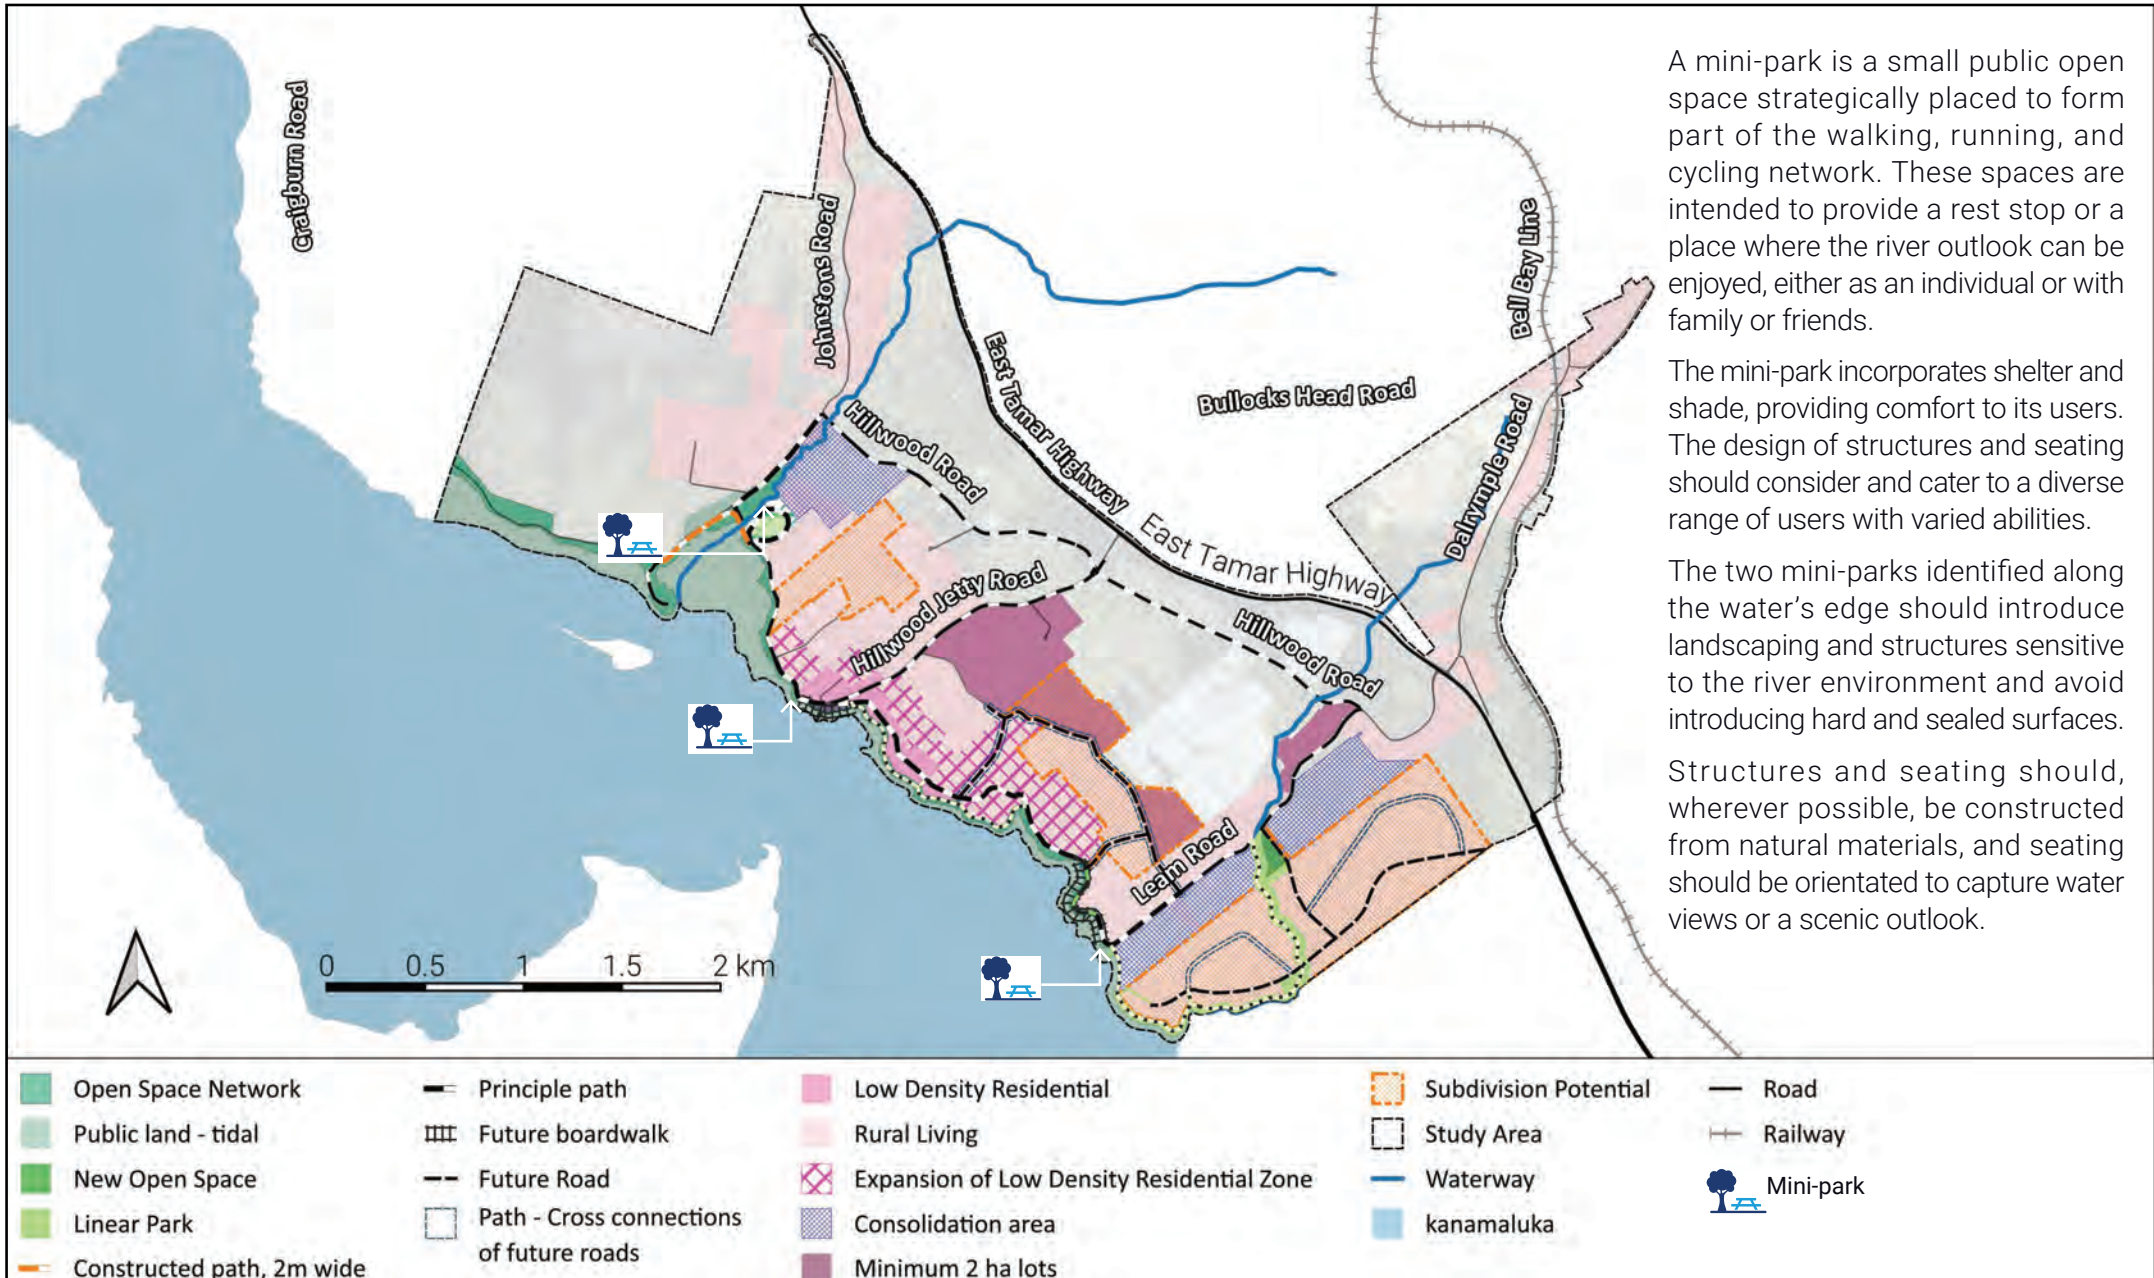 Craigburn Road
Johnstons Road
East Tamar Highway
Bell Bay Line
Bullocks Head Road
Hillwood Road
Dalrymple Road
East Tamar Highway
Hillwood Jetty Road
Hillwood Road
Leam Road
0 0.5 1 1.5 2 km
A mini-park is a small public open
space strategically placed to form
part of the walking, running, and
cycling network. These spaces are
intended to provide a rest stop or a
place where the river outlook can be
enjoyed, either as an individual or with
family or friends.
The mini-park incorporates shelter and
shade, providing comfort to its users.
The design of structures and seating
should consider and cater to a diverse
range of users with varied abilities.
The two mini-parks identified along
the water’s edge should introduce
landscaping and structures sensitive
to the river environment and avoid
introducing hard and sealed surfaces.
Structures and seating should,
wherever possible, be constructed
from natural materials, and seating
should be orientated to capture water
views or a scenic outlook.
Open Space Network
Public land - tidal
New Open Space
Linear Park
Constructed path, 2m wide
Principle path
Future boardwalk
Future Road
Path - Cross connections
of future roads
Low Density Residential
Rural Living
Expansion of Low Density Residential Zone
Consolidation area
Minimum 2 ha lots
Subdivision Potential
Study Area
Waterway
kanamaluka
Road
Railway
Mini-park